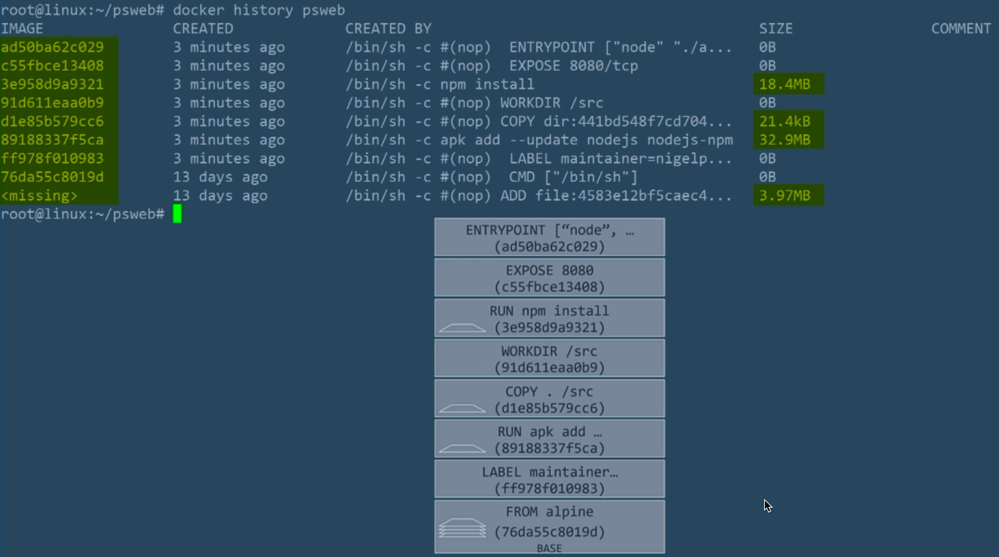 root@linux:~/psweb# docker history psweb
IMAGE CREATED CREATED BY SIZE COMMENT
ad50ba62c029 3 minutes ago /bin/sh -c #(nop)  ENTRYPOINT ["node" "./a... 0B
c55fbce13408 3 minutes ago /bin/sh -c #(nop)  EXPOSE 8080/tcp 0B
3e958d9a9321 3 minutes ago /bin/sh -c npm install 18.4MB
91d611eaa0b9 3 minutes ago /bin/sh -c #(nop) WORKDIR /src 0B
d1e85b579cc6 3 minutes ago /bin/sh -c #(nop) COPY dir:441bd548f7cd704... 21.4kB
89188337f5ca 3 minutes ago /bin/sh -c apk add --update nodejs nodejs-npm 32.9MB
ff978f010983 3 minutes ago /bin/sh -c #(nop)  LABEL maintainer=nigelp... 0B
76da55c8019d 13 days ago /bin/sh -c #(nop)  CMD ["/bin/sh"] 0B
<missing> 13 days ago /bin/sh -c #(nop) ADD file:4583e12bf5caec4... 3.97MB
root@linux:~/psweb#
ENTRYPOINT [“node”, …
(ad50ba62c029)
EXPOSE 8080
(c55fbce13408)
RUN npm install
(3e958d9a9321)
WORKDIR /src
(91d611eaa0b9)
COPY . /src
(d1e85b579cc6)
RUN apk add …
(89188337f5ca)
LABEL maintainer…
(ff978f010983)
FROM alpine
(76da55c8019d)
BASE